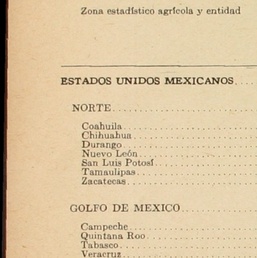 Zona estadístico agrícola y entidad
ESTADOS UNIDOS MEXICANOS....
NORTE....................
Coahuila....................
Chihuahua....................
Durango....................
Nuevo León....................
San Luis Potosí....................
Tamaulipas....................
Zacatecas....................
GOLFO DE MEXICO............
Campeche....................
Quintana Roo....................
Tabasco....................
Veracruz....................